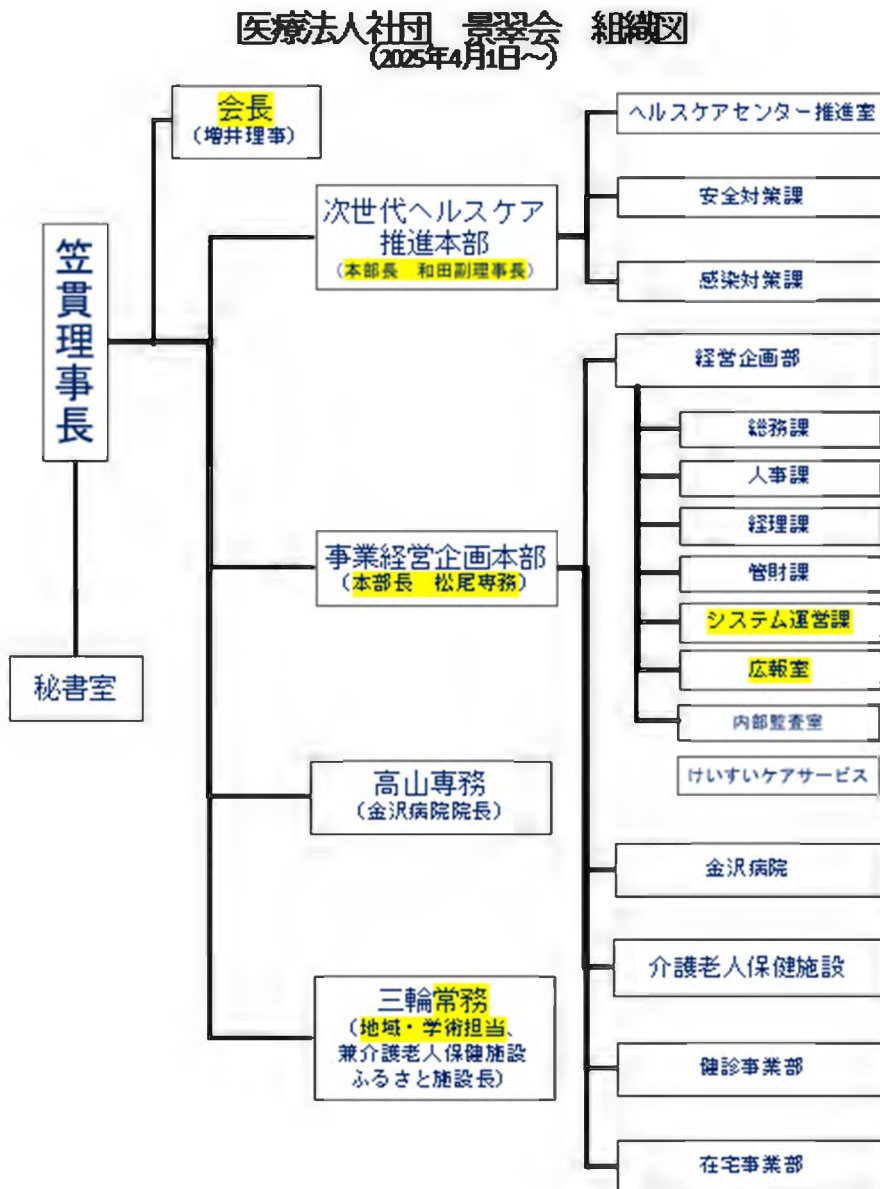 医療法人社団　景翠会　組織図
(2025年4月1日～)
会長
(増井理事)
ヘルスケアセンター推進室
次世代ヘルスケア
推進本部
(本部長　和田副理事長)
安全対策課
感染対策課
笠貫理事長
経営企画部
総務課
人事課
経理課
管財課
システム運営課
広報室
内部監査室
けいすいケアサービス
事業経営企画本部
(本部長　松尾専務)
秘書室
高山専務
(金沢病院院長)
金沢病院
介護老人保健施設
三輪常務
(地域・学術担当、
兼介護老人保健施設
ふるさと施設長)
健診事業部
在宅事業部